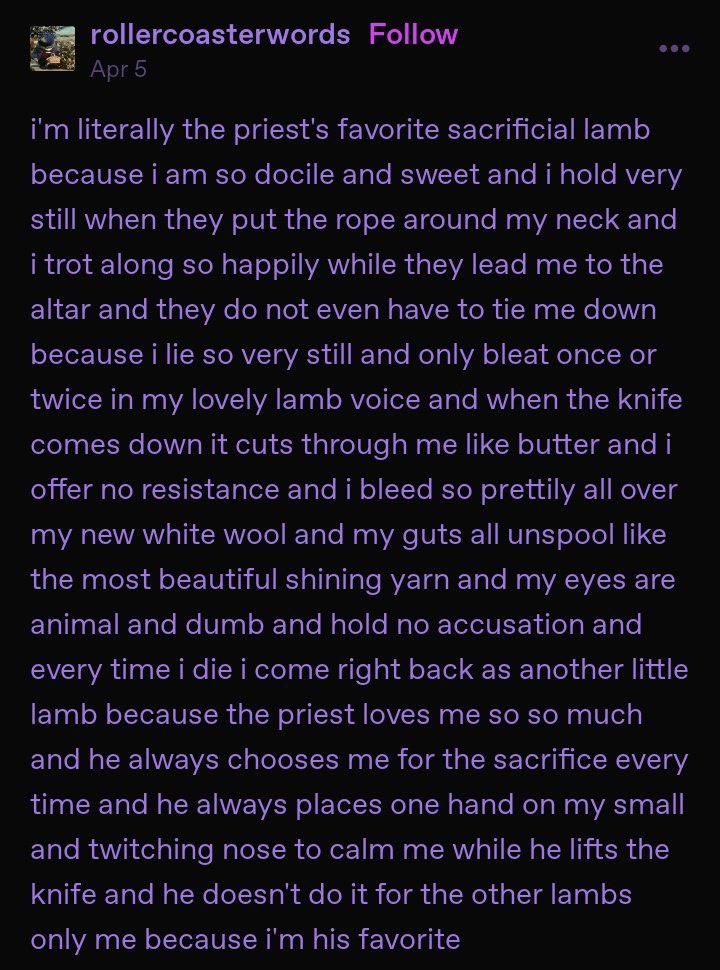 rollercoasterwords Follow
Apr 5
i'm literally the priest's favorite sacrificial lamb
because i am so docile and sweet and i hold very
still when they put the rope around my neck and
i trot along so happily while they lead me to the
altar and they do not even have to tie me down
because i lie so very still and only bleat once or
twice in my lovely lamb voice and when the knife
comes down it cuts through me like butter and i
offer no resistance and i bleed so prettily all over
my new white wool and my guts all unspool like
the most beautiful shining yarn and my eyes are
animal and dumb and hold no accusation and
every time i die i come right back as another little
lamb because the priest loves me so so much
and he always chooses me for the sacrifice every
time and he always places one hand on my small
and twitching nose to calm me while he lifts the
knife and he doesn't do it for the other lambs
only me because i'm his favorite